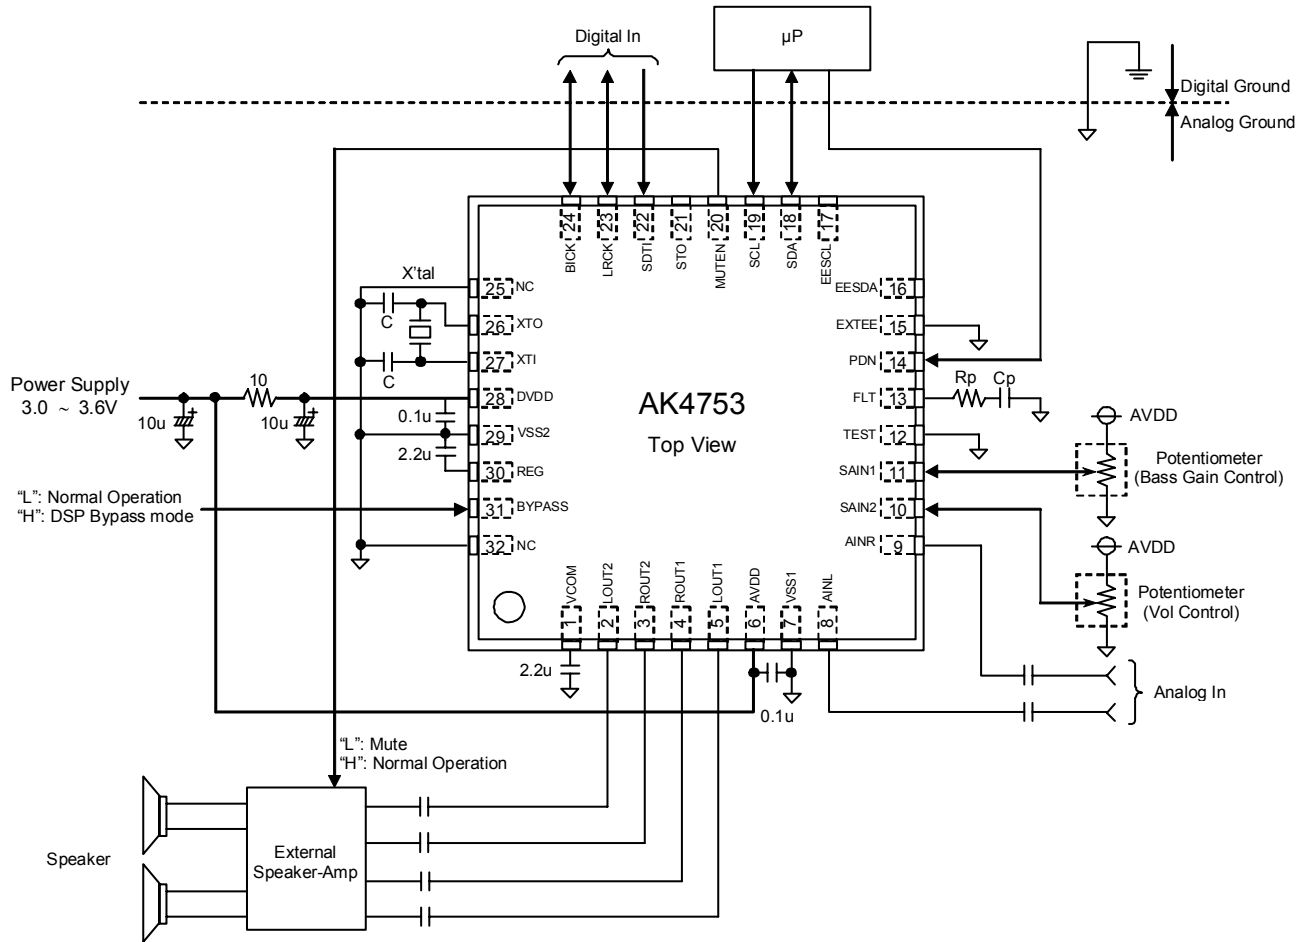 Digital In
µP
Digital Ground
Analog Ground
24
23
22
21
20
19
18
17
BICK
LRCK
SDTI
STO
MUTEN
SCL
SDA
EESCL
X'tal
C
C
25 NC
26 XTO
27 XTI
28 DVDD
29 VSS2
30 REG
31 BYPASS
32 NC
EESDA 16
EXTEE 15
PDN 14
FLT 13
TEST 12
SAIN1 11
SAIN2 10
AINR 9
AK4753
Top View
Power Supply
3.0 ~ 3.6V
10
+
10u
+
10u
0.1u
2.2u
Rp
Cp
AVDD
Potentiometer
(Bass Gain Control)
AVDD
Potentiometer
(Vol Control)
“L”: Normal Operation
“H”: DSP Bypass mode
VCOM
LOUT2
ROUT2
ROUT1
LOUT1
AVDD
VSS1
AINL
1
2
3
4
5
6
7
8
2.2u
0.1u
Analog In
“L”: Mute
“H”: Normal Operation
Speaker
External
Speaker-Amp